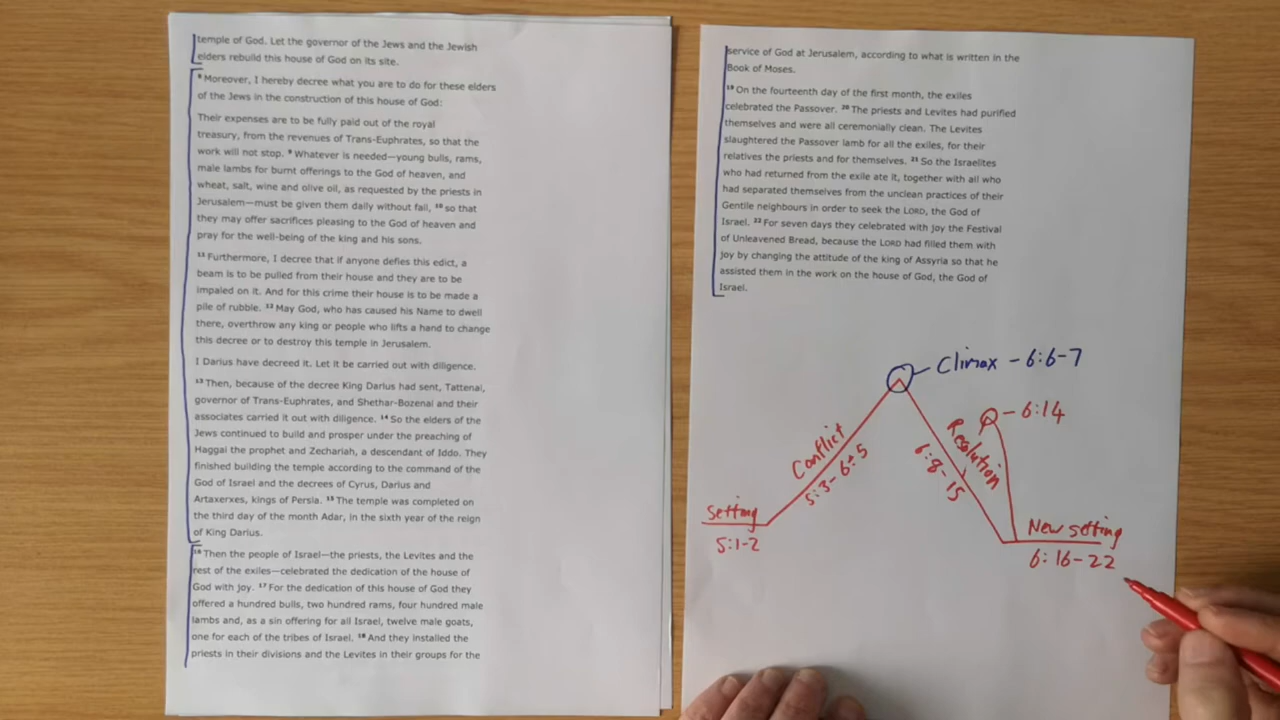 temple of God. Let the governor of the Jews and the Jewish
elders rebuild this house of God on its site.
8 Moreover, I hereby decree what you are to do for these elders
of the Jews in the construction of this house of God:
Their expenses are to be fully paid out of the royal
treasury, from the revenues of Trans-Euphrates, so that the
work will not stop. 9 Whatever is needed—young bulls, rams,
male lambs for burnt offerings to the God of heaven, and
wheat, salt, wine and olive oil, as requested by the priests in
Jerusalem—must be given them daily without fail, 10 so that
they may offer sacrifices pleasing to the God of heaven and
pray for the well-being of the king and his sons.
11 Furthermore, I decree that if anyone defies this edict, a
beam is to be pulled from their house and they are to be
impaled on it. And for this crime their house is to be made a
pile of rubble. 12 May God, who has caused his Name to dwell
there, overthrow any king or people who lifts a hand to change
this decree or to destroy this temple in Jerusalem.
I Darius have decreed it. Let it be carried out with diligence.
13 Then, because of the decree King Darius had sent, Tattenai,
governor of Trans-Euphrates, and Shethar-Bozenai and their
associates carried it out with diligence. 14 So the elders of the
Jews continued to build and prosper under the preaching of
Haggai the prophet and Zechariah, a descendant of Iddo. They
finished building the temple according to the command of the
God of Israel and the decrees of Cyrus, Darius and
Artaxerxes, kings of Persia. 15 The temple was completed on
the third day of the month Adar, in the sixth year of the reign
of King Darius.
16 Then the people of Israel—the priests, the Levites and the
rest of the exiles—celebrated the dedication of the house of
God with joy. 17 For the dedication of this house of God they
offered a hundred bulls, two hundred rams, four hundred male
lambs and, as a sin offering for all Israel, twelve male goats,
one for each of the tribes of Israel. 18 And they installed the
priests in their divisions and the Levites in their groups for the
service of God at Jerusalem, according to what is written in the
Book of Moses.
19 On the fourteenth day of the first month, the exiles
celebrated the Passover. 20 The priests and Levites had purified
themselves and were all ceremonially clean. The Levites
slaughtered the Passover lamb for all the exiles, for their
relatives the priests and for themselves. 21 So the Israelites
who had returned from the exile ate it, together with all who
had separated themselves from the unclean practices of their
Gentile neighbours in order to seek the LORD, the God of
Israel. 22 For seven days they celebrated with joy the Festival
of Unleavened Bread, because the LORD had filled them with
joy by changing the attitude of the king of Assyria so that he
assisted them in the work on the house of God, the God of
Israel.
Climax - 6:6-7
- 6:14
Conflict
5:3-6:5
Resolution
6:8-15
Setting
5:1-2
New setting
6:16-22